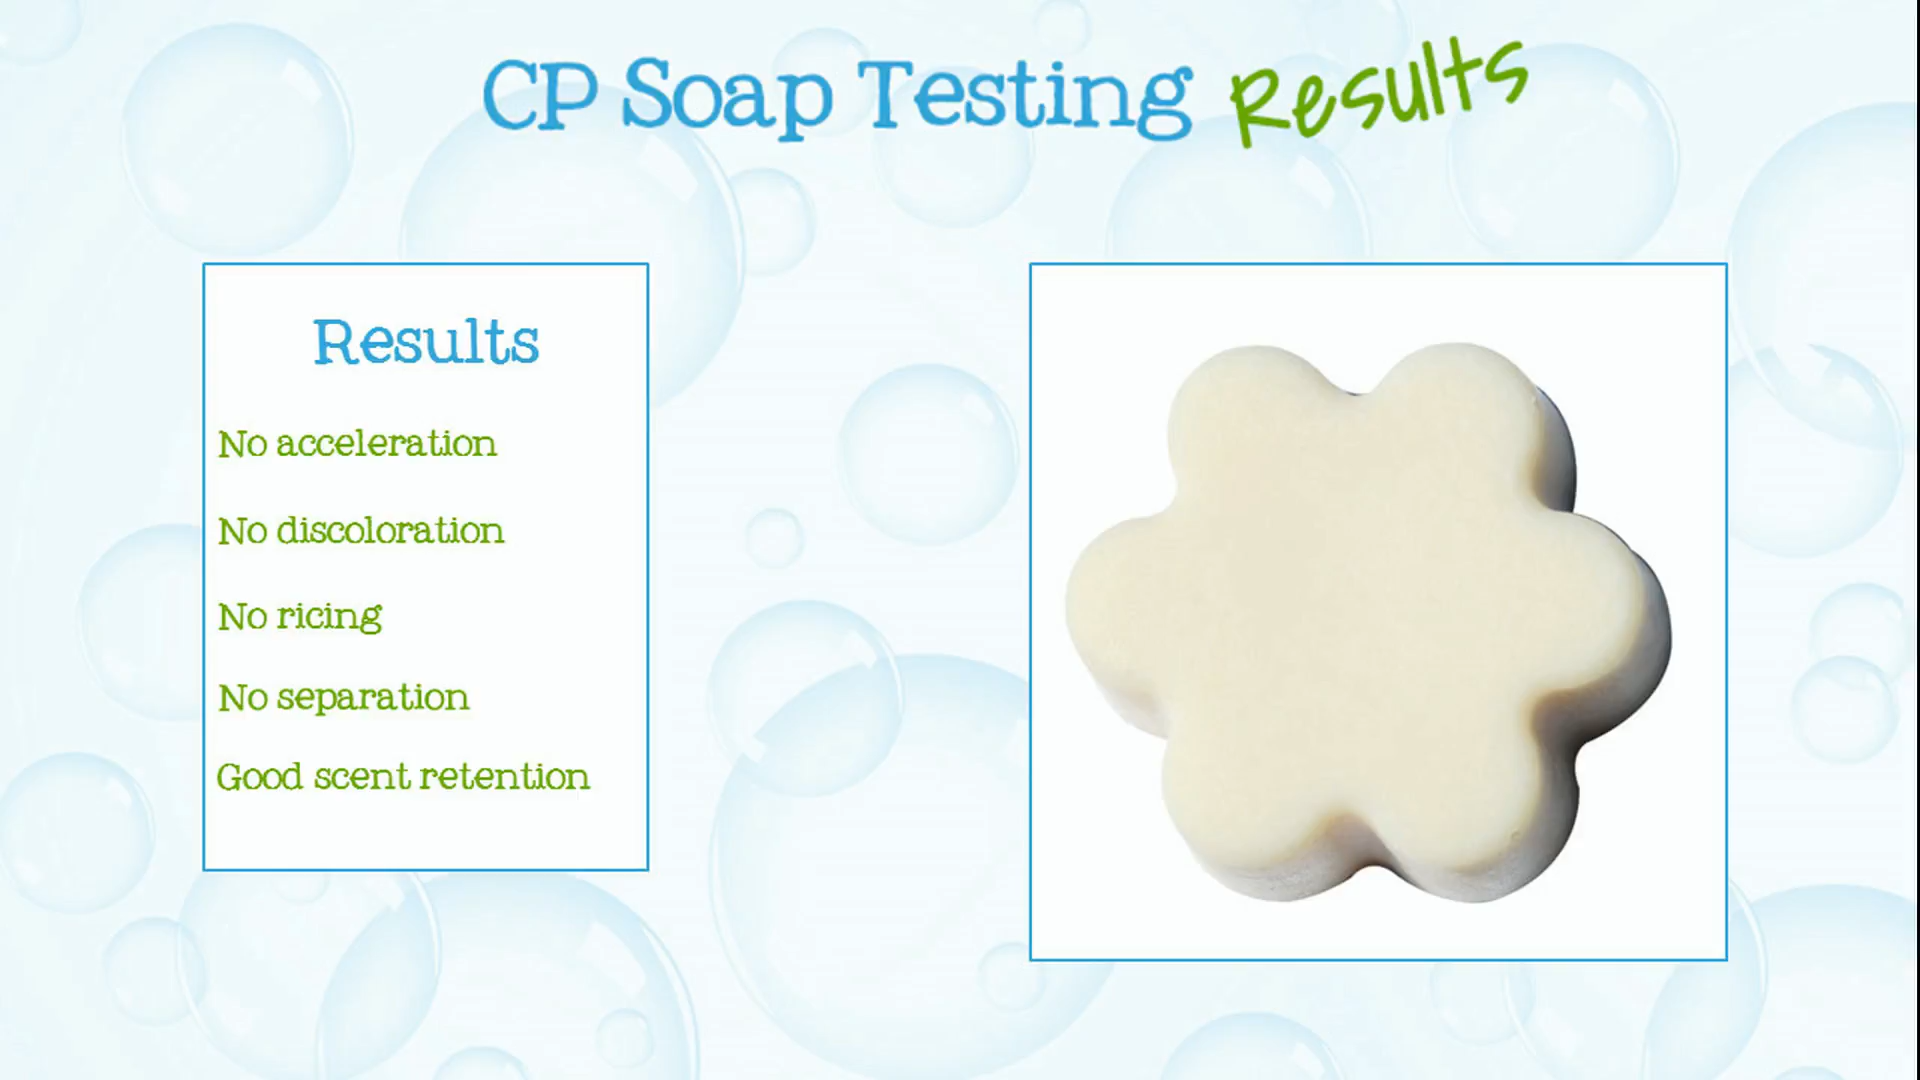 CP Soap Testing Results
Results
No acceleration
No discoloration
No ricing
No separation
Good scent retention